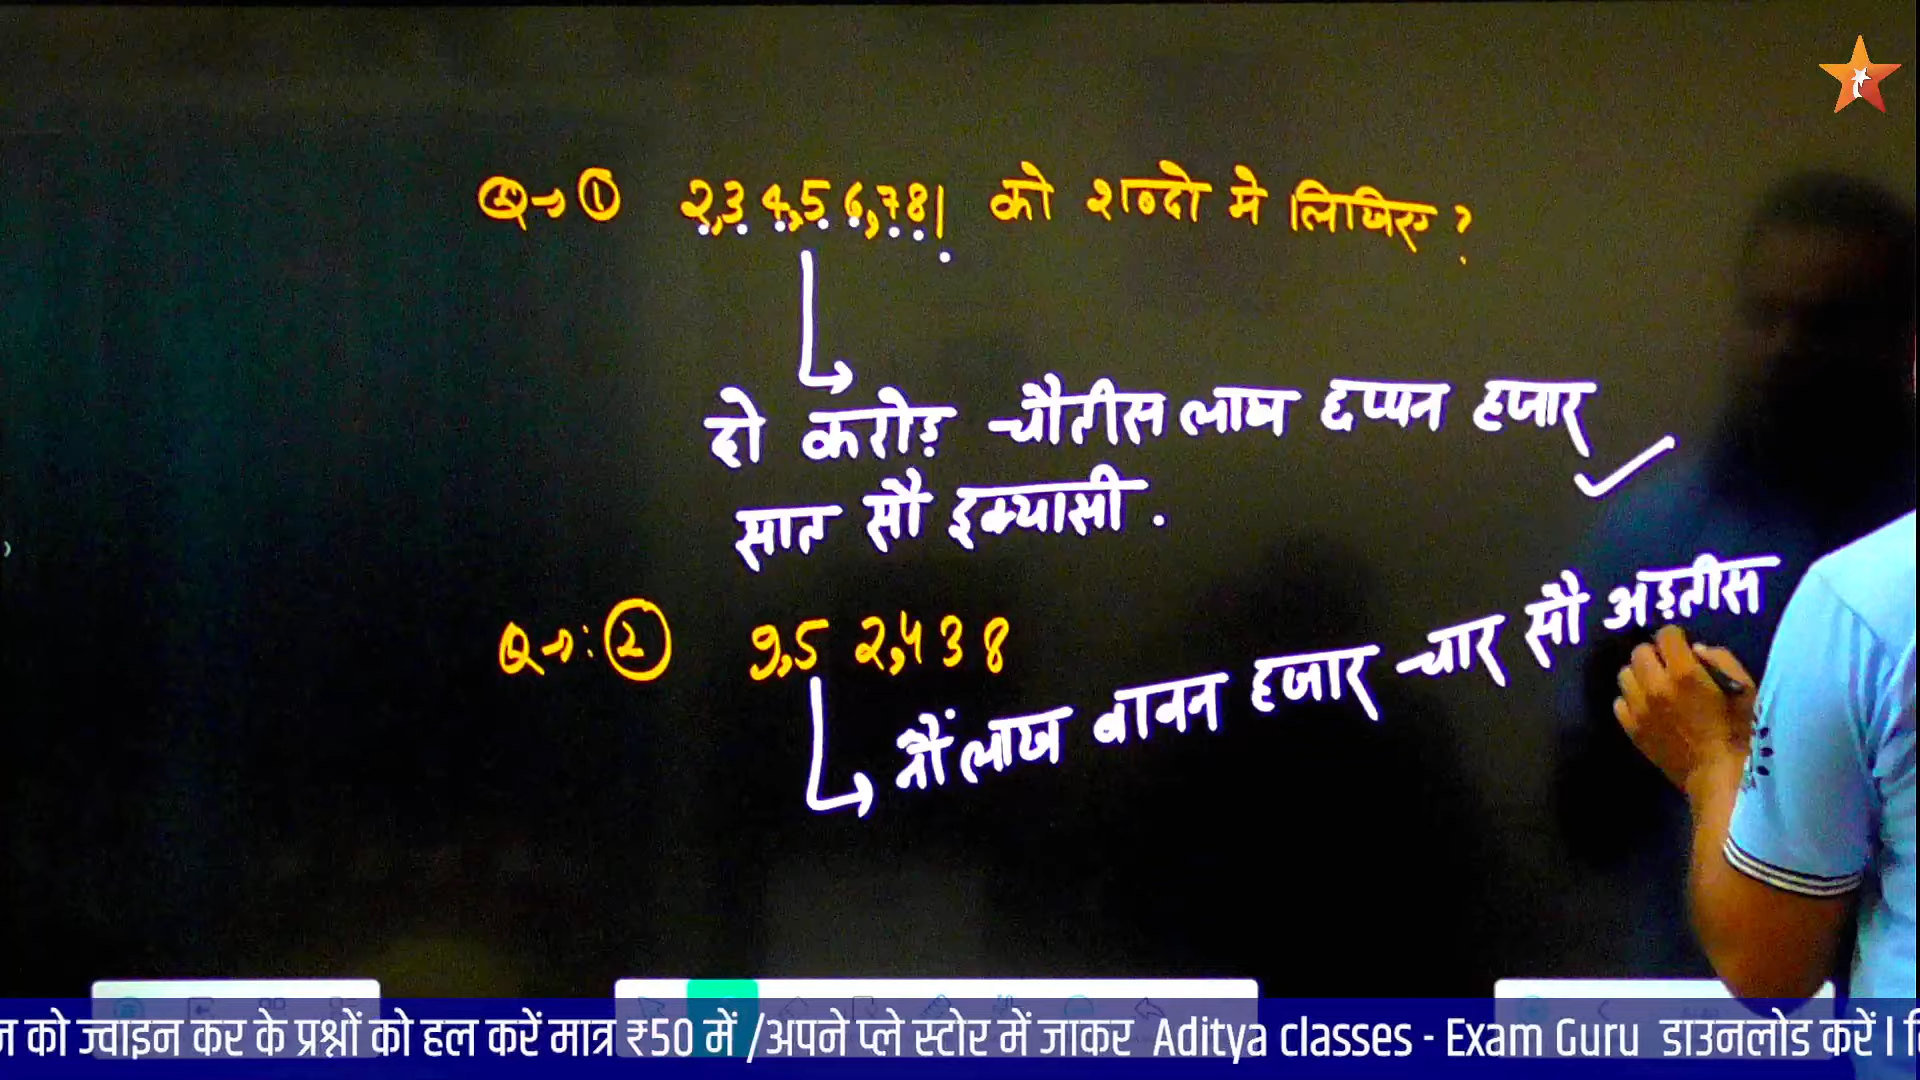 Q→ ① 2,34,56,781 को शब्दो मे लिखिए?
दो करोड़ चौतीस लाख छप्पन हजार
सात सौ इक्यासी.
Q→: ② 9,52,438
नौं लाख बावन हजार चार सौ अड़तीस
को ज्वाइन कर के प्रश्नों को हल करें मात्र ₹50 में /अपने प्ले स्टोर में जाकर Aditya classes - Exam Guru डाउनलोड करें।